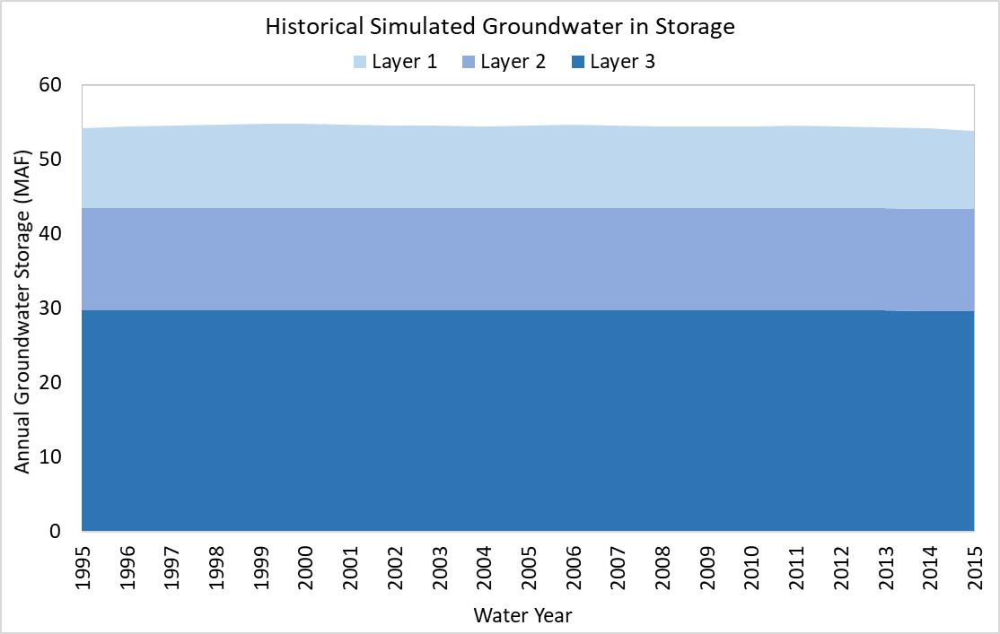 Historical Simulated Groundwater in Storage
Layer 1 Layer 2 Layer 3
Annual Groundwater Storage (MAF)
60
50
40
30
20
10
0
1995 1996 1997 1998 1999 2000 2001 2002 2003 2004 2005 2006 2007 2008 2009 2010 2011 2012 2013 2014 2015
Water Year